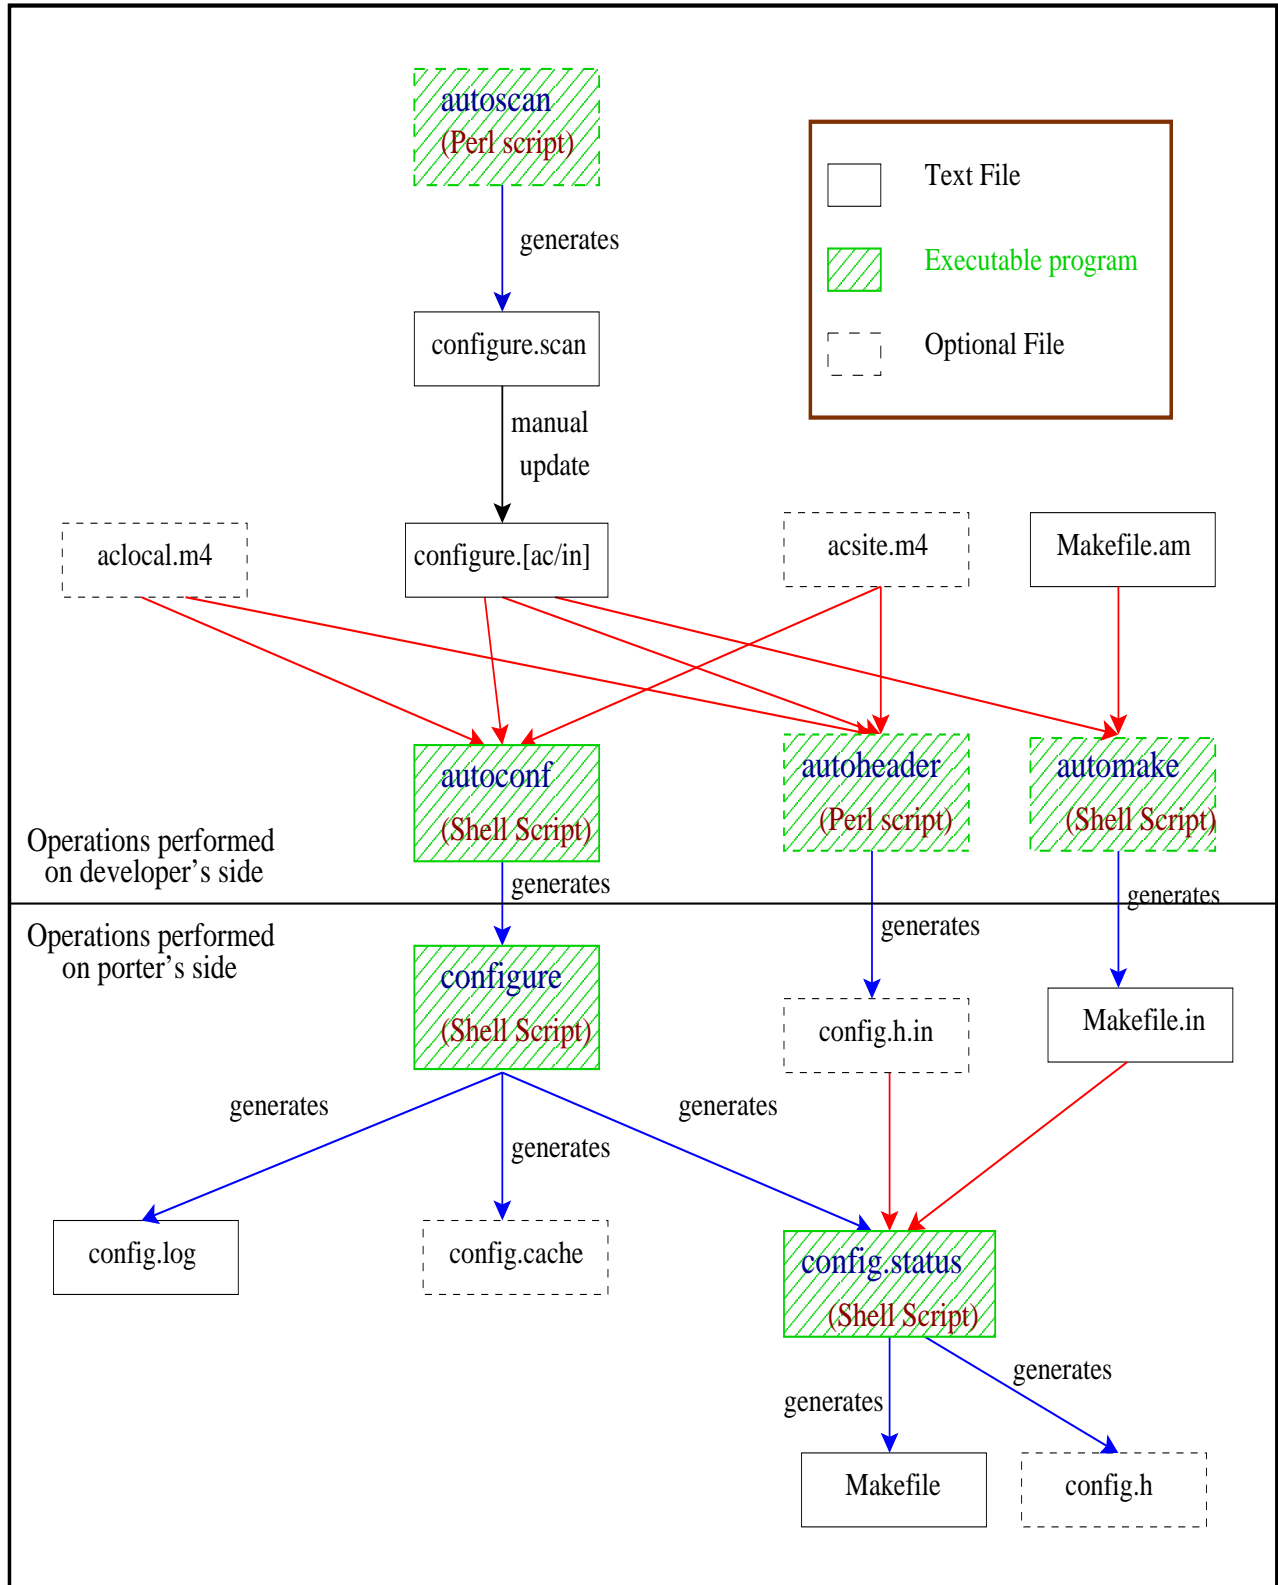 autoscan
(Perl script)
Text File
generates
Executable program
configure.scan
Optional File
manual
update
aclocal.m4
configure.[ac/in]
acsite.m4
Makefile.am
autoconf
(Shell Script)
autoheader
(Perl script)
automake
(Shell Script)
Operations performed
on developer's side
generates
generates
generates
Operations performed
on porter's side
configure
(Shell Script)
config.h.in
Makefile.in
generates
generates
generates
config.log
config.cache
config.status
(Shell Script)
generates
generates
Makefile
config.h